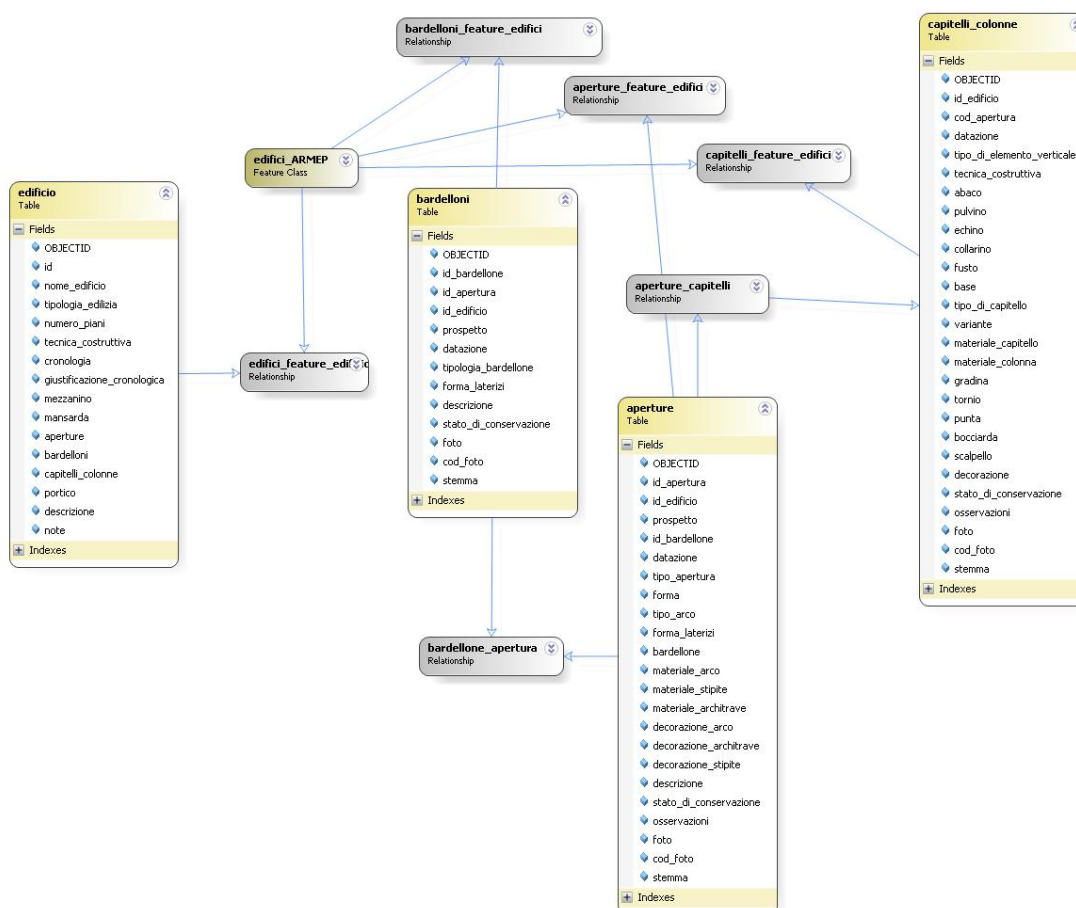 bardelloni_feature_edifici
Relationship
aperture_feature_edifici
Relationship
capitelli_feature_edifici
Relationship
edifici_ARMEP
Feature Class
edificio
Table
Fields
OBJECTID
id
nome_edificio
tipologia_edilizia
numero_piani
tecnica_costruttiva
cronologia
giustificazione_cronologica
mezzanino
mansarda
aperture
bardelloni
capitelli_colonne
portico
descrizione
note
Indexes
edifici_feature_edific
Relationship
bardelloni
Table
Fields
OBJECTID
id_bardellone
id_apertura
id_edificio
prospetto
datazione
tipologia_bardellone
forma_laterizi
descrizione
stato_di_conservazione
foto
cod_foto
stemma
Indexes
bardellone_apertura
Relationship
aperture_capitelli
Relationship
aperture
Table
Fields
OBJECTID
id_apertura
id_edificio
prospetto
id_bardellone
datazione
tipo_apertura
forma
tipo_arco
forma_laterizi
bardellone
materiale_arco
materiale_stipite
materiale_architrave
decorazione_arco
decorazione_architrave
decorazione_stipite
descrizione
stato_di_conservazione
osservazioni
foto
cod_foto
stemma
Indexes
capitelli_colonne
Table
Fields
OBJECTID
id_edificio
cod_apertura
datazione
tipo_di_elemento_verticale
tecnica_costruttiva
abaco
pulvino
echino
collarino
fusto
base
tipo_di_capitello
variante
materiale_capitello
materiale_colonna
gradina
tornio
punta
bocciarda
scalpello
decorazione
stato_di_conservazione
osservazioni
foto
cod_foto
stemma
Indexes